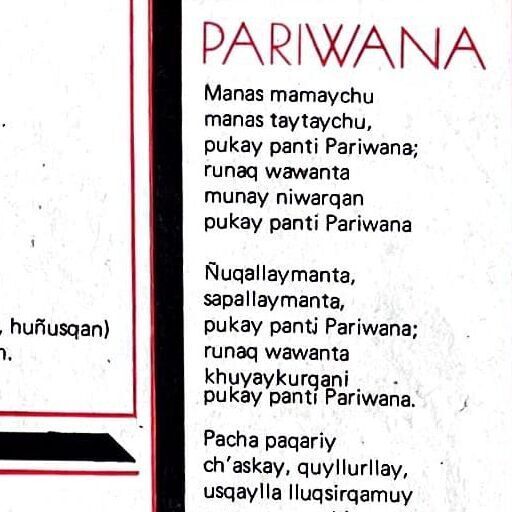 PARIWANA
Manas mamaychu
manas taytaychu,
pukay panti Pariwana;
runaq wawanta
munay niwarqan
pukay panti Pariwana
Ñuqallaymanta,
sapallaymanta,
pukay panti Pariwana;
runaq wawanta
khuyaykurqani
pukay panti Pariwana.
Pacha paqariy
ch'askay, quyllurllay,
usqaylla lluqsirqamuy
, huñusqan)